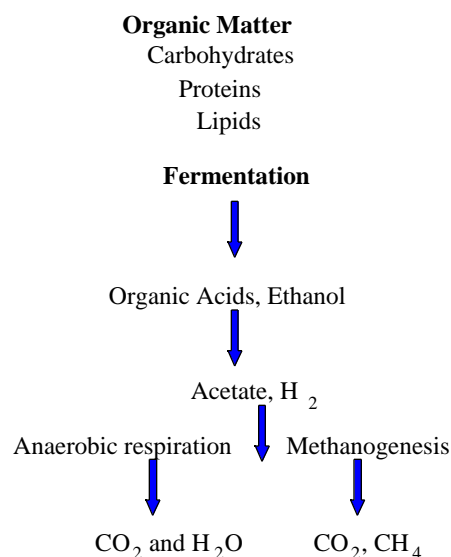 Organic Matter
Carbohydrates
Proteins
Lipids
Fermentation
Organic Acids, Ethanol
Acetate, H₂
Anaerobic respiration Methanogenesis
CO₂ and H₂O CO₂, CH₄